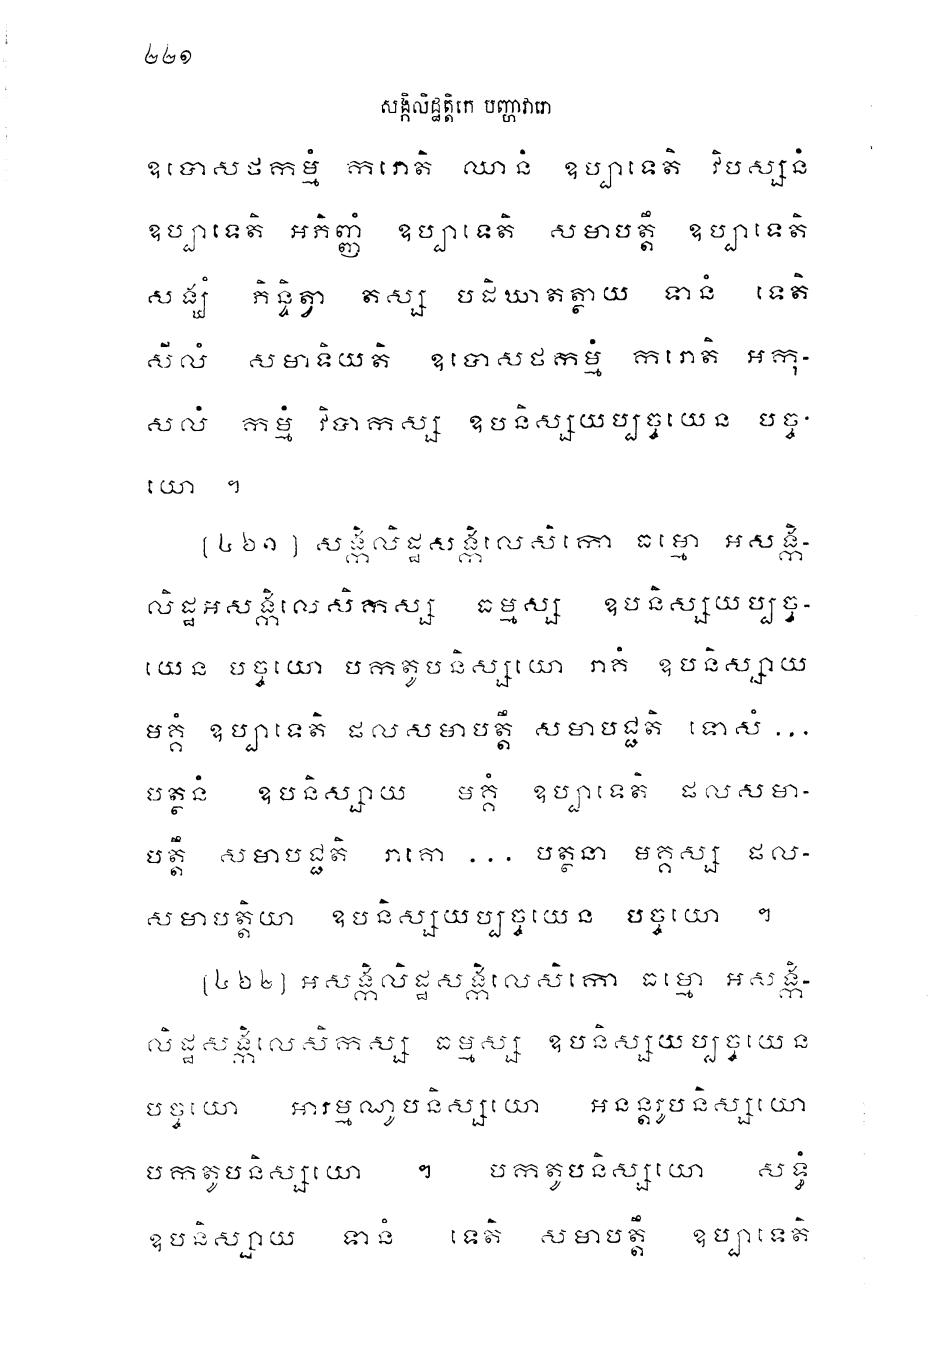 ២២១
សង្កិលិដ្ឋត្តិកេ បញ្ហាវារោ
ឧបោសថកម្មំ ករោតិ ឈានំ ឧប្បាទេតិ វិបស្សនំ
ឧប្បាទេតិ អភិញ្ញំ ឧប្បាទេតិ សមាបត្តឹ ឧប្បាទេតិ
សង្ឃំ ភិន្ទិត្វា តស្ស បដិឃាតត្ថាយ ទានំ ទេតិ
សីលំ សមាទិយតិ ឧបោសថកម្មំ ករោតិ អកុ-
សលំ កម្មំ វិបាកស្ស ឧបនិស្សយប្បច្ចយេន បច្ច-
យោ ។
(៤៦១) សង្កិលិដ្ឋសង្កិលេសិកោ ធម្មោ អសង្កិ-
លិដ្ឋអសង្កិលេសិកស្ស ធម្មស្ស ឧបនិស្សយប្បច្ច-
យេន បច្ចយោ បកតូបនិស្សយោ រាគំ ឧបនិស្សាយ
មគ្គំ ឧប្បាទេតិ ផលសមាបត្តឹ សមាបជ្ជតិ ទោសំ ...
បត្ថនំ ឧបនិស្សាយ មគ្គំ ឧប្បាទេតិ ផលសមា-
បត្តឹ សមាបជ្ជតិ រាគោ ... បត្ថនា មគ្គស្ស ផល-
សមាបត្តិយា ឧបនិស្សយប្បច្ចយេន បច្ចយោ ។
(៤៦២) អសង្កិលិដ្ឋសង្កិលេសិកោ ធម្មោ អសង្កិ-
លិដ្ឋសង្កិលេសិកស្ស ធម្មស្ស ឧបនិស្សយប្បច្ចយេន
បច្ចយោ អារម្មណូបនិស្សយោ អនន្តរូបនិស្សយោ
បកតូបនិស្សយោ ។ បកតូបនិស្សយោ សទ្ធំ
ឧបនិស្សាយ ទានំ ទេតិ សមាបត្តឹ ឧប្បាទេតិ